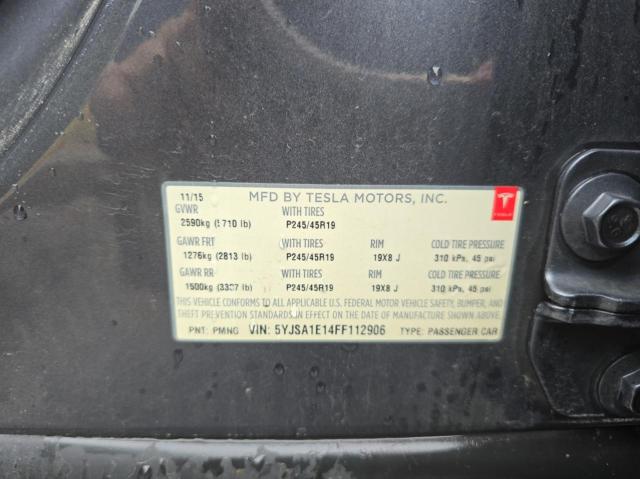 11/15 MFD BY TESLA MOTORS, INC.
GVWR WITH TIRES
2590kg (5710 lb) P245/45R19
GAWR FRT WITH TIRES RIM COLD TIRE PRESSURE
1276kg (2813 lb) P245/45R19 19X8 J 310 kPa, 45 psi
GAWR RR WITH TIRES RIM COLD TIRE PRESSURE
1500kg (3307 lb) P245/45R19 19X8 J 310 kPa, 45 psi
THIS VEHICLE CONFORMS TO ALL APPLICABLE U.S. FEDERAL MOTOR VEHICLE SAFETY, BUMPER, AND
THEFT PREVENTION STANDARDS IN EFFECT ON THE DATE OF MANUFACTURE SHOWN ABOVE.
PNT: PMNG VIN: 5YJSA1E14FF112906 TYPE: PASSENGER CAR
TESLA